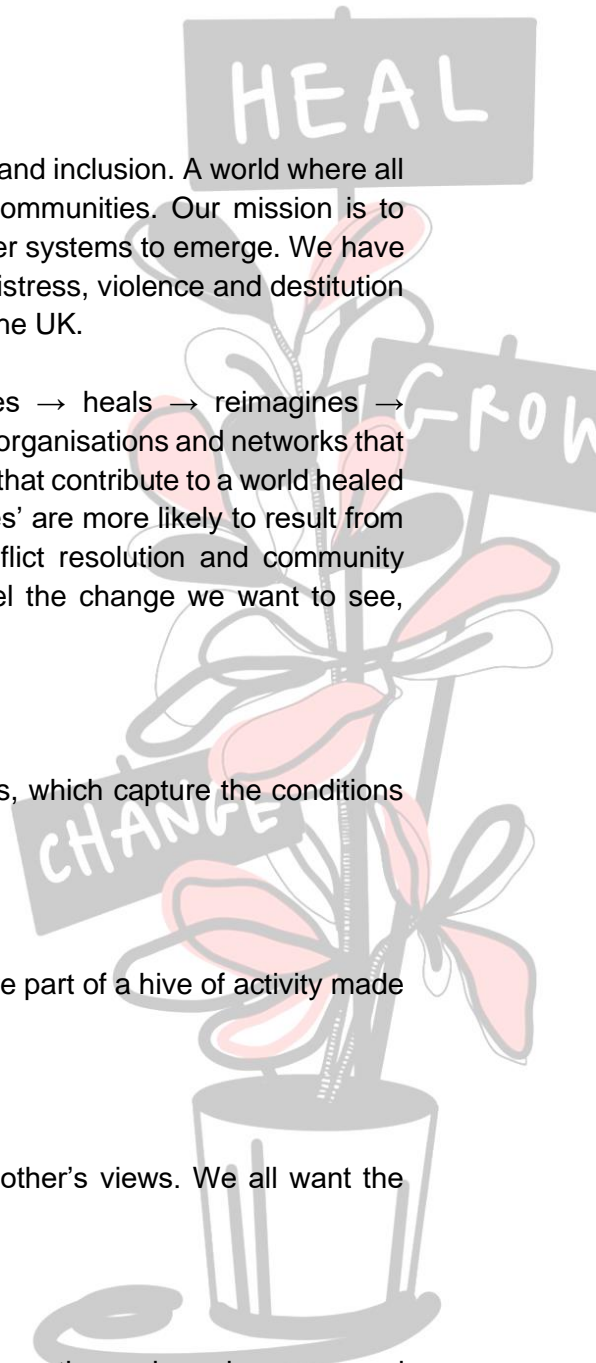 HEAL
and inclusion. A world where all
ommunities. Our mission is to
er systems to emerge. We have
istress, violence and destitution
ne UK.
es → heals → reimagines →
GROW
organisations and networks that
that contribute to a world healed
es' are more likely to result from
nflict resolution and community
el the change we want to see,
s, which capture the conditions
CHANGE
e part of a hive of activity made
other's views. We all want the